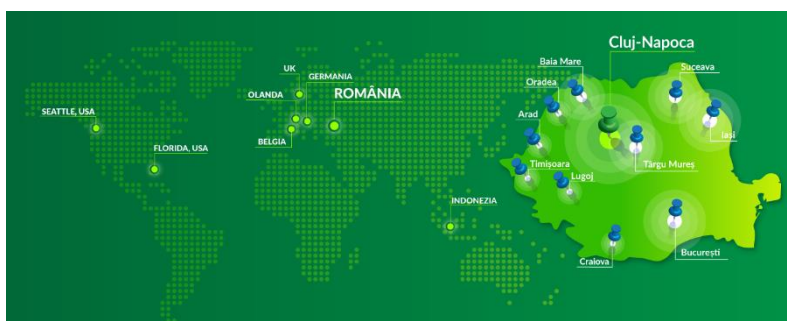 Cluj-Napoca
Baia Mare
Suceava
UK
GERMANIA
Oradea
OLANDA
ROMÂNIA
SEATTLE, USA
Arad
Iași
BELGIA
FLORIDA, USA
Timișoara
Târgu Mureș
Lugoj
INDONEZIA
București
Craiova